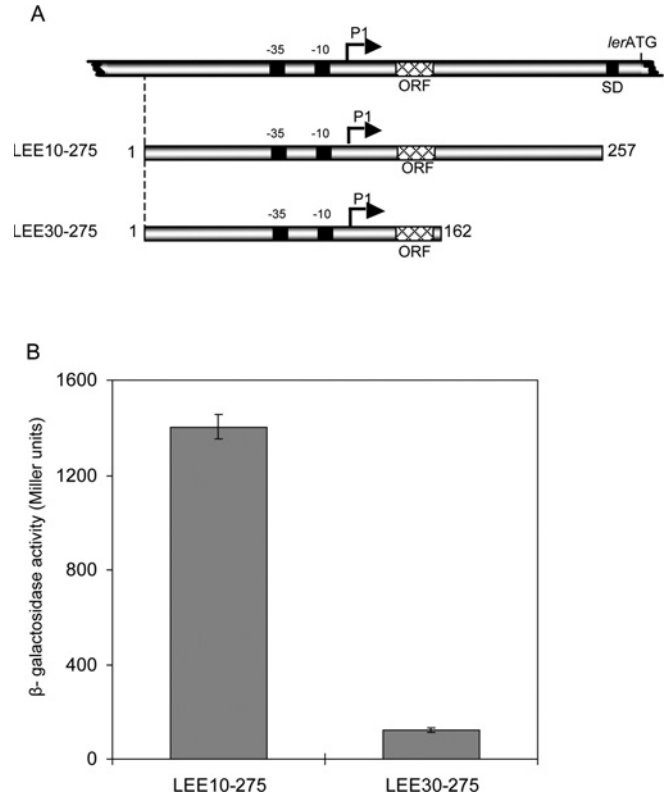 A
P1
-35 -10
lerATG
ORF
SD
P1
-35 -10
LEE10-275 1 257
ORF
P1
-35 -10
LEE30-275 1 162
ORF
B
β- galactosidase activity (Miller units)
1600
1200
800
400
0
LEE10-275 LEE30-275